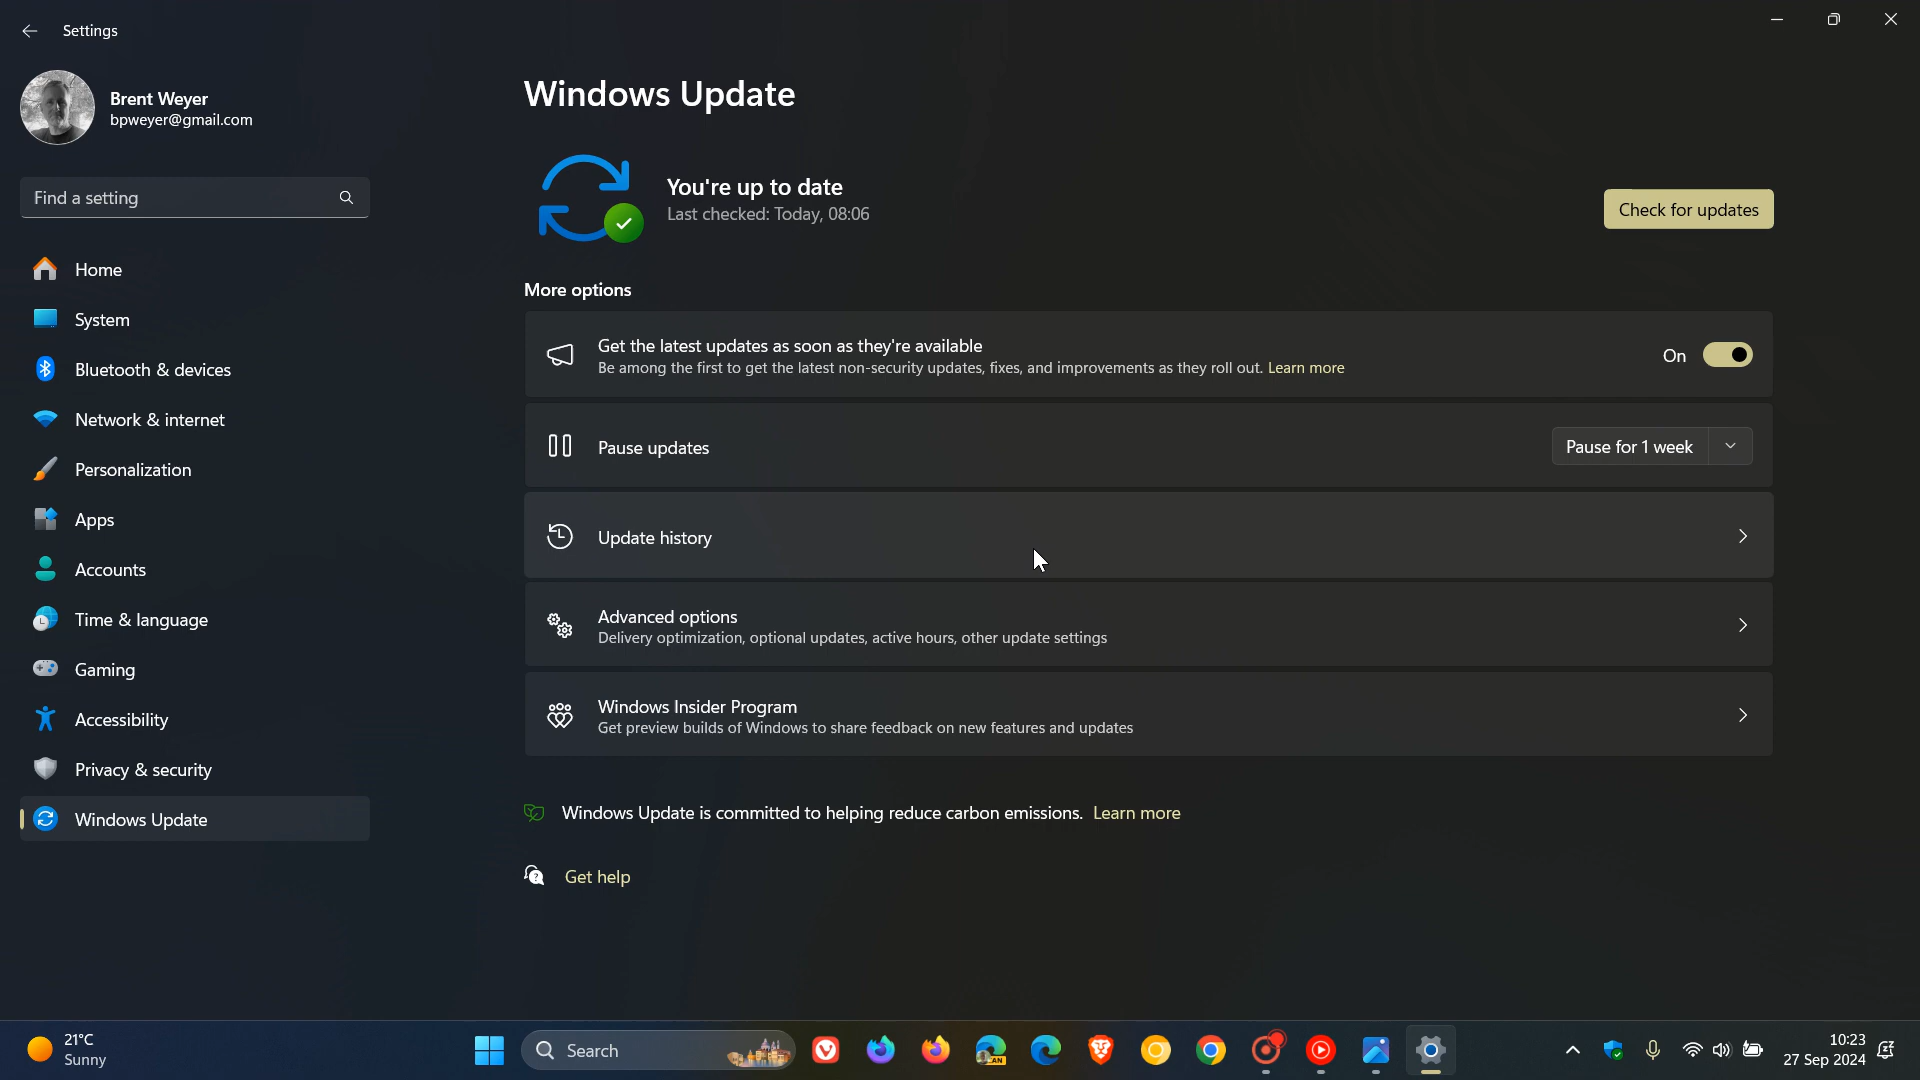 Settings
Brent Weyer
bpweyer@gmail.com
Find a setting
Home
System
Bluetooth & devices
Network & internet
Personalization
Apps
Accounts
Time & language
Gaming
Accessibility
Privacy & security
Windows Update
Windows Update
You're up to date
Last checked: Today, 08:06
Check for updates
More options
Get the latest updates as soon as they're available
Be among the first to get the latest non-security updates, fixes, and improvements as they roll out. Learn more
On
Pause updates
Pause for 1 week
Update history
Advanced options
Delivery optimization, optional updates, active hours, other update settings
Windows Insider Program
Get preview builds of Windows to share feedback on new features and updates
Windows Update is committed to helping reduce carbon emissions. Learn more
Get help
21°C
Sunny
Search
CAN
10:23
27 Sep 2024